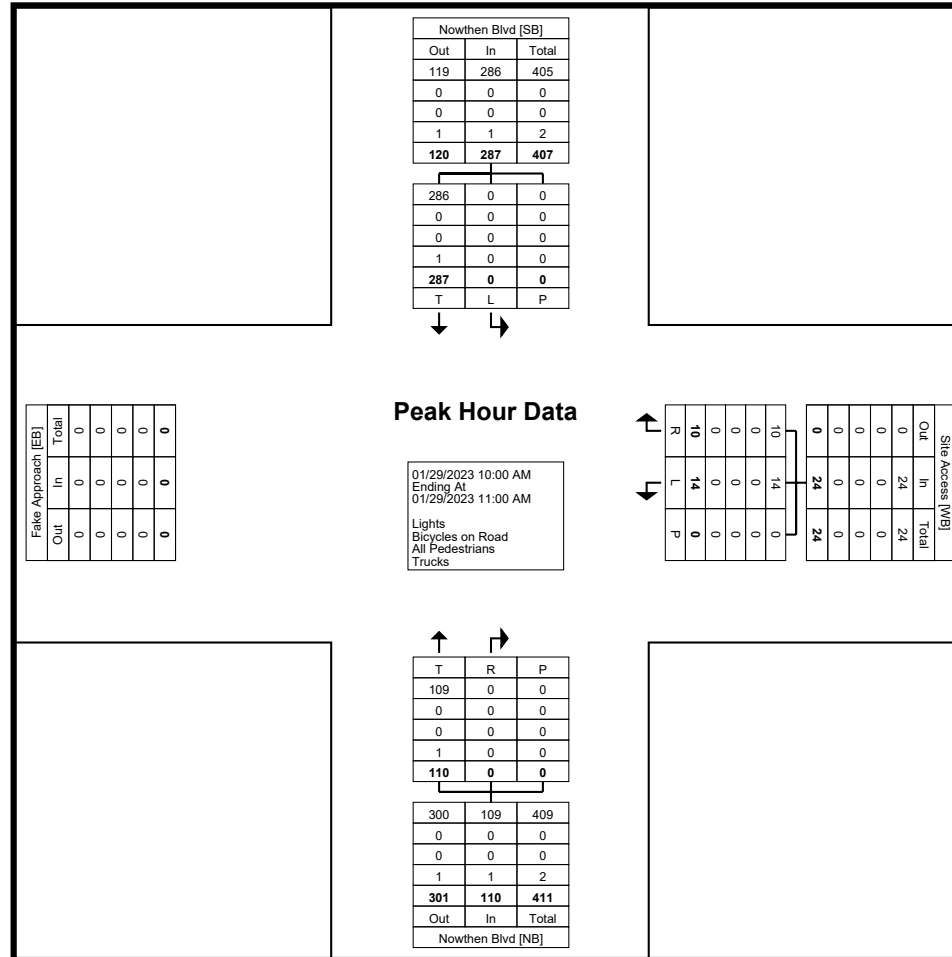 Nowthen Blvd [SB]
Out In Total
119 286 405
0 0 0
0 0 0
1 1 2
120 287 407
286 0 0
0 0 0
0 0 0
1 0 0
287 0 0
T L P
Peak Hour Data
01/29/2023 10:00 AM
Ending At
01/29/2023 11:00 AM
Lights
Bicycles on Road
All Pedestrians
Trucks
Fake Approach [EB]
Out In Total
0 0 0
0 0 0
0 0 0
0 0 0
0 0 0
Site Access [WB]
Out In Total
0 24 24
0 0 0
0 0 0
0 0 0
0 24 24
10 14 0
0 0 0
0 0 0
0 0 0
10 14 0
R L P
T R P
109 0 0
0 0 0
0 0 0
1 0 0
110 0 0
300 109 409
0 0 0
0 0 0
1 1 2
301 110 411
Out In Total
Nowthen Blvd [NB]